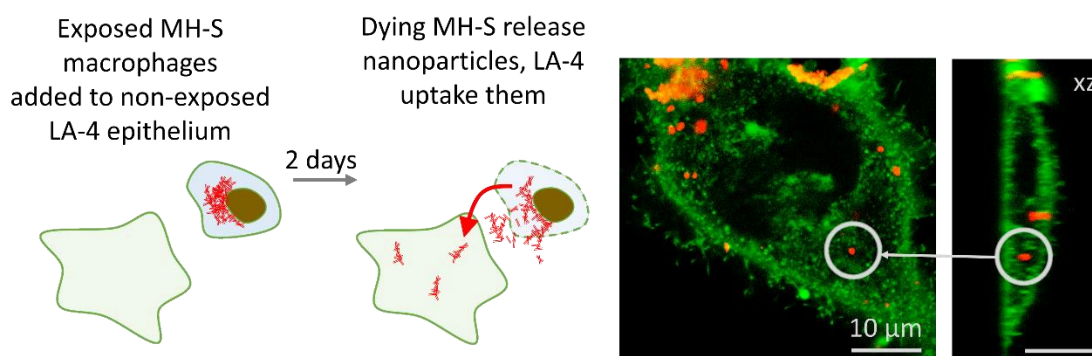 Exposed MH-S
macrophages
added to non-exposed
LA-4 epithelium
2 days
Dying MH-S release
nanoparticles, LA-4
uptake them
10 µm
xz